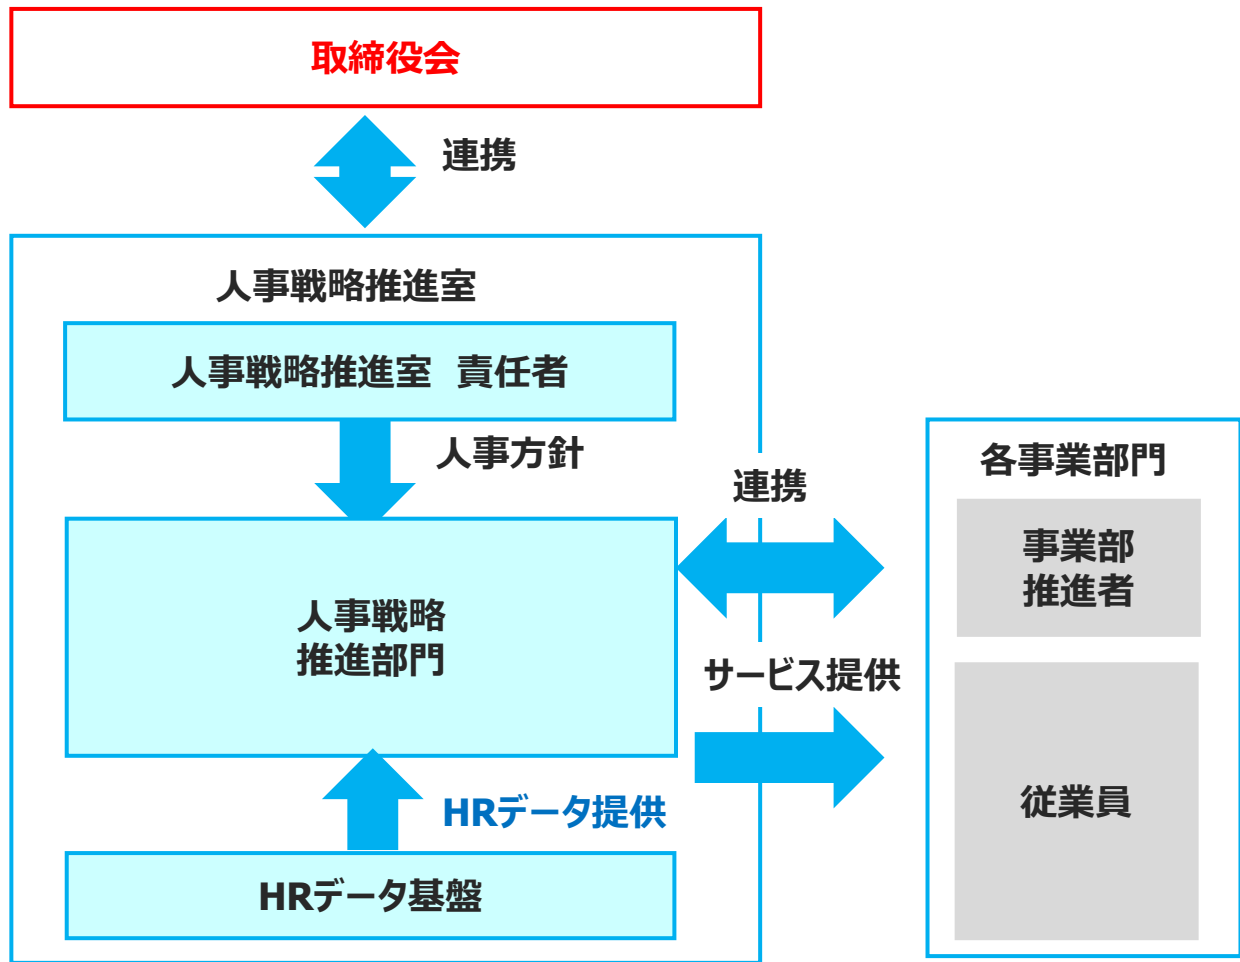 取締役会
連携
人事戦略推進室
人事戦略推進室　責任者
人事方針
人事戦略
推進部門
HRデータ提供
HRデータ基盤
連携
サービス提供
各事業部門
事業部
推進者
従業員